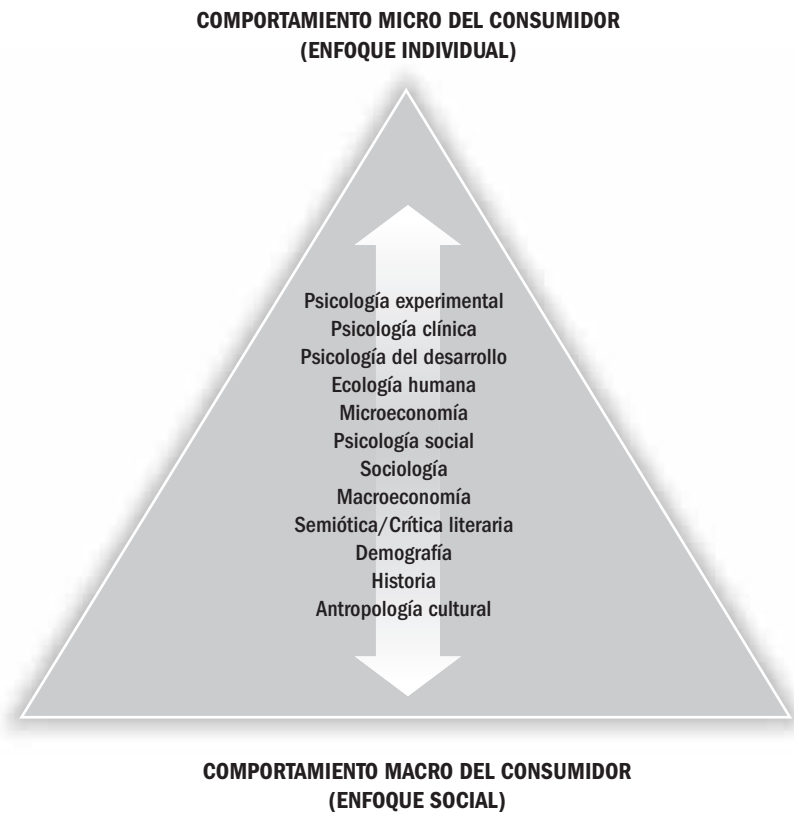 COMPORTAMIENTO MICRO DEL CONSUMIDOR
(ENFOQUE INDIVIDUAL)
Psicología experimental
Psicología clínica
Psicología del desarrollo
Ecología humana
Microeconomía
Psicología social
Sociología
Macroeconomía
Semiótica/Crítica literaria
Demografía
Historia
Antropología cultural
COMPORTAMIENTO MACRO DEL CONSUMIDOR
(ENFOQUE SOCIAL)